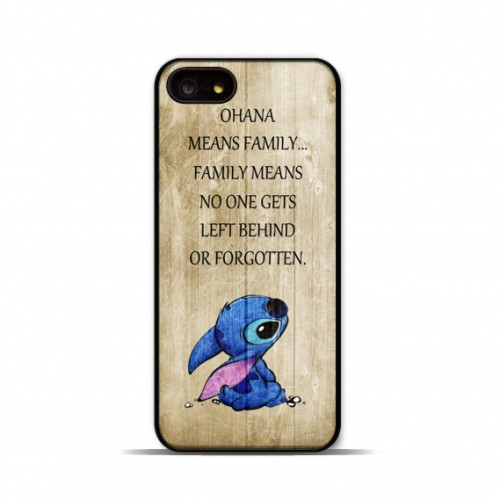 OHANA
MEANS FAMILY...
FAMILY MEANS
NO ONE GETS
LEFT BEHIND
OR FORGOTTEN.